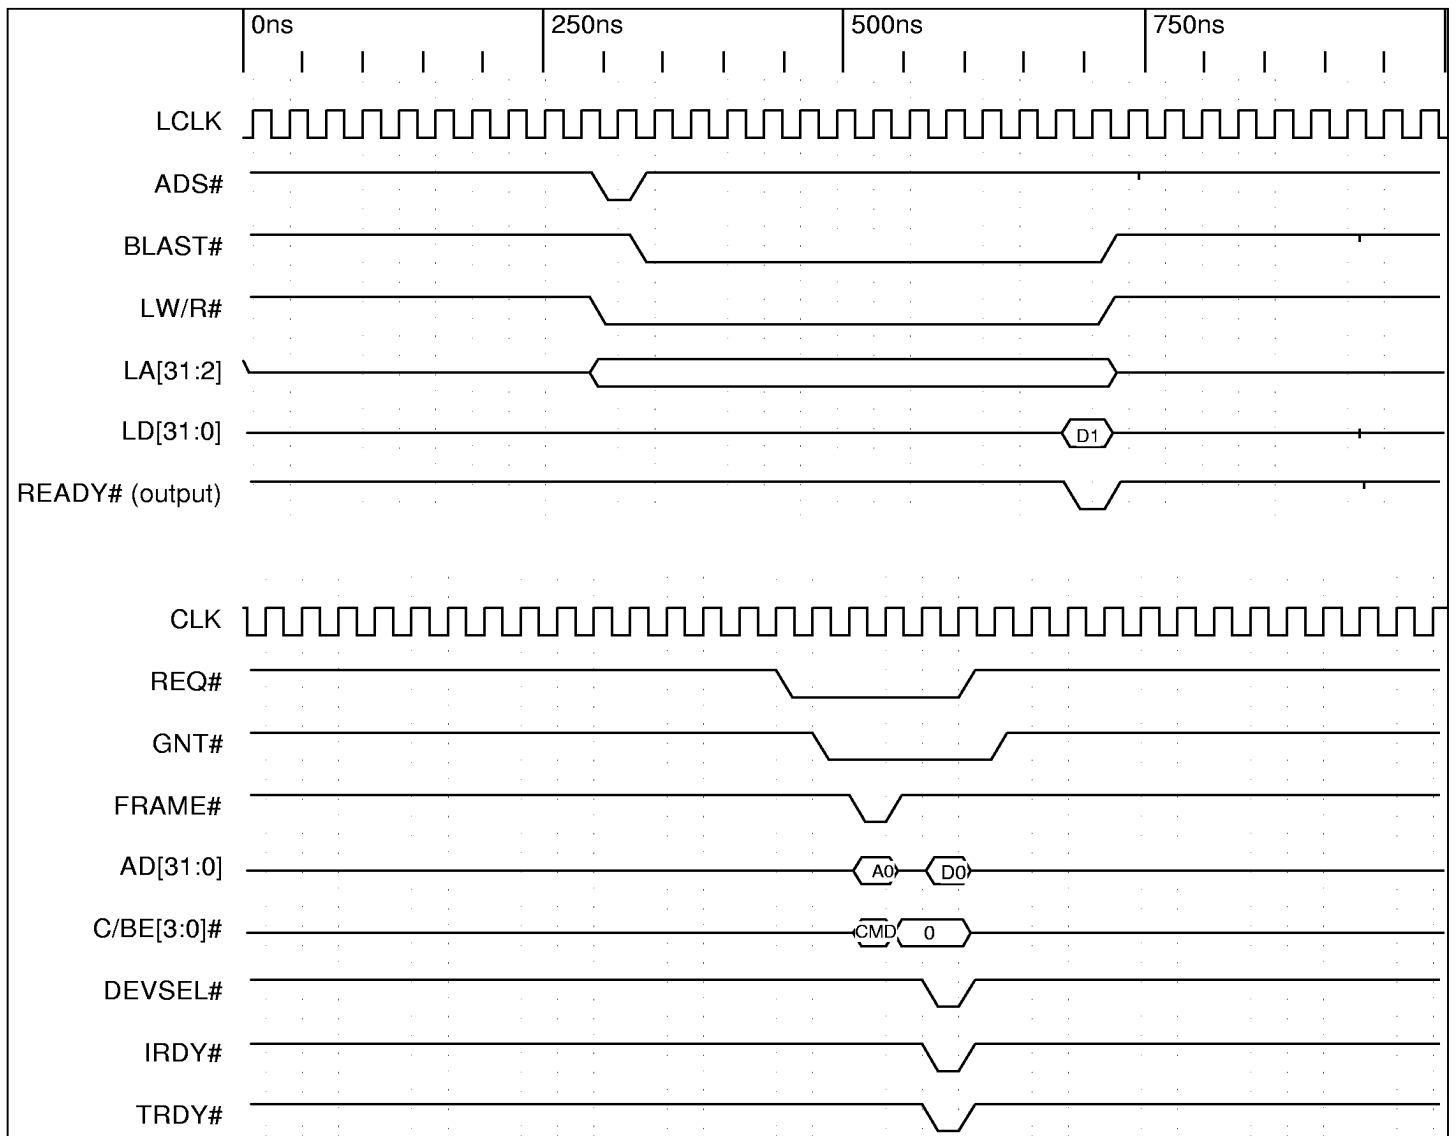 0ns 250ns 500ns 750ns
LCLK
ADS#
BLAST#
LW/R#
LA[31:2]
LD[31:0] D1
READY# (output)
CLK
REQ#
GNT#
FRAME#
AD[31:0] A0 D0
C/BE[3:0]# CMD 0
DEVSEL#
IRDY#
TRDY#